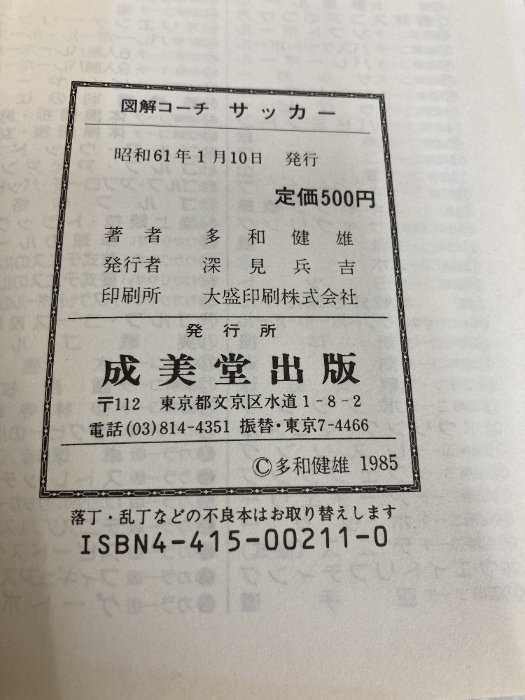 図解コーチ サッカー
昭和61年1月10日 発行
定価500円
著者 多和健雄
発行者 深見兵吉
印刷所 大盛印刷株式会社
発行所
成美堂出版
〒112 東京都文京区水道1-8-2
電話(03)814-4351 振替・東京7-4466
©多和健雄 1985
落丁・乱丁などの不良本はお取り替えします
ISBN4-415-00211-0